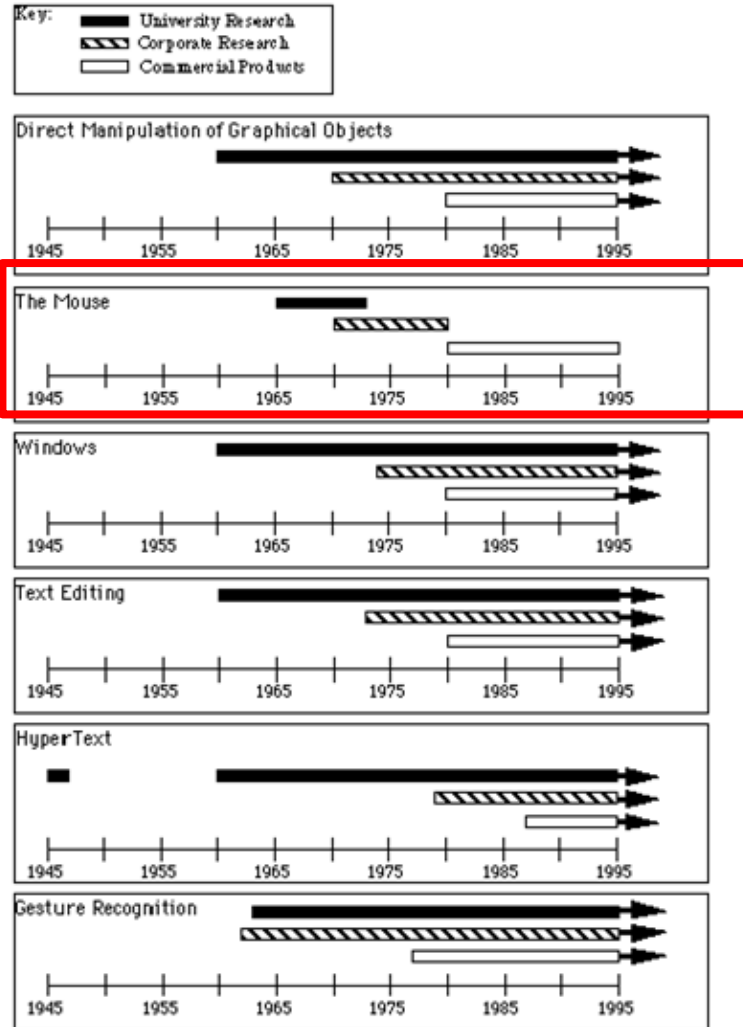 Key:
University Research
Corporate Research
Commercial Products
Direct Manipulation of Graphical Objects
1945 1955 1965 1975 1985 1995
The Mouse
1945 1955 1965 1975 1985 1995
Windows
1945 1955 1965 1975 1985 1995
Text Editing
1945 1955 1965 1975 1985 1995
HyperText
1945 1955 1965 1975 1985 1995
Gesture Recognition
1945 1955 1965 1975 1985 1995